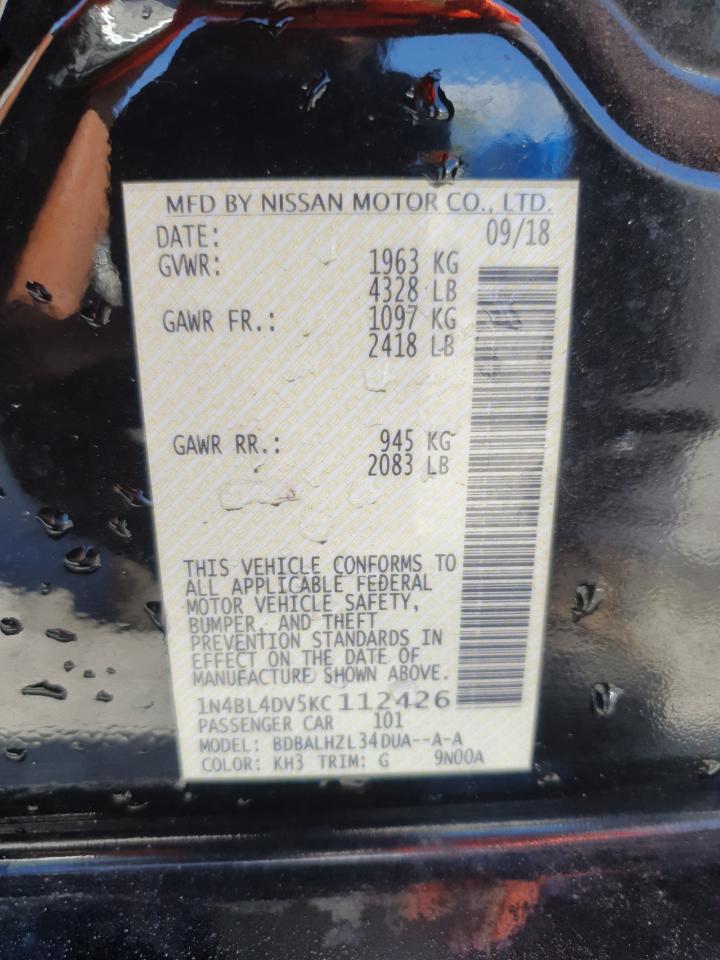 MFD BY NISSAN MOTOR CO., LTD.
DATE: 09/18
GVWR: 1963 KG
4328 LB
GAWR FR.: 1097 KG
2418 LB
GAWR RR.: 945 KG
2083 LB
THIS VEHICLE CONFORMS TO
ALL APPLICABLE FEDERAL
MOTOR VEHICLE SAFETY,
BUMPER, AND THEFT
PREVENTION STANDARDS IN
EFFECT ON THE DATE OF
MANUFACTURE SHOWN ABOVE.
1N4BL4DV5KC112426
PASSENGER CAR 101
MODEL: BDBALHZL34DUA--A-A
COLOR: KH3 TRIM: G 9N00A